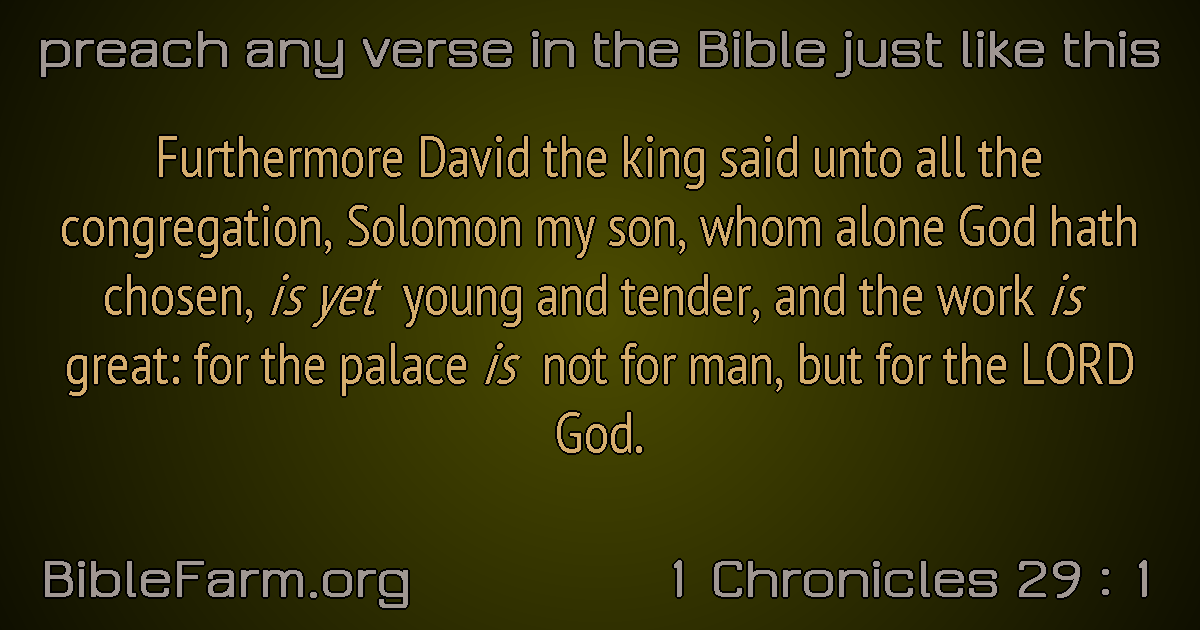 preach any verse in the Bible just like this
Furthermore David the king said unto all the
congregation, Solomon my son, whom alone God hath
chosen, is yet young and tender, and the work is
great: for the palace is not for man, but for the LORD
God.
BibleFarm.org
1 Chronicles 29 : 1